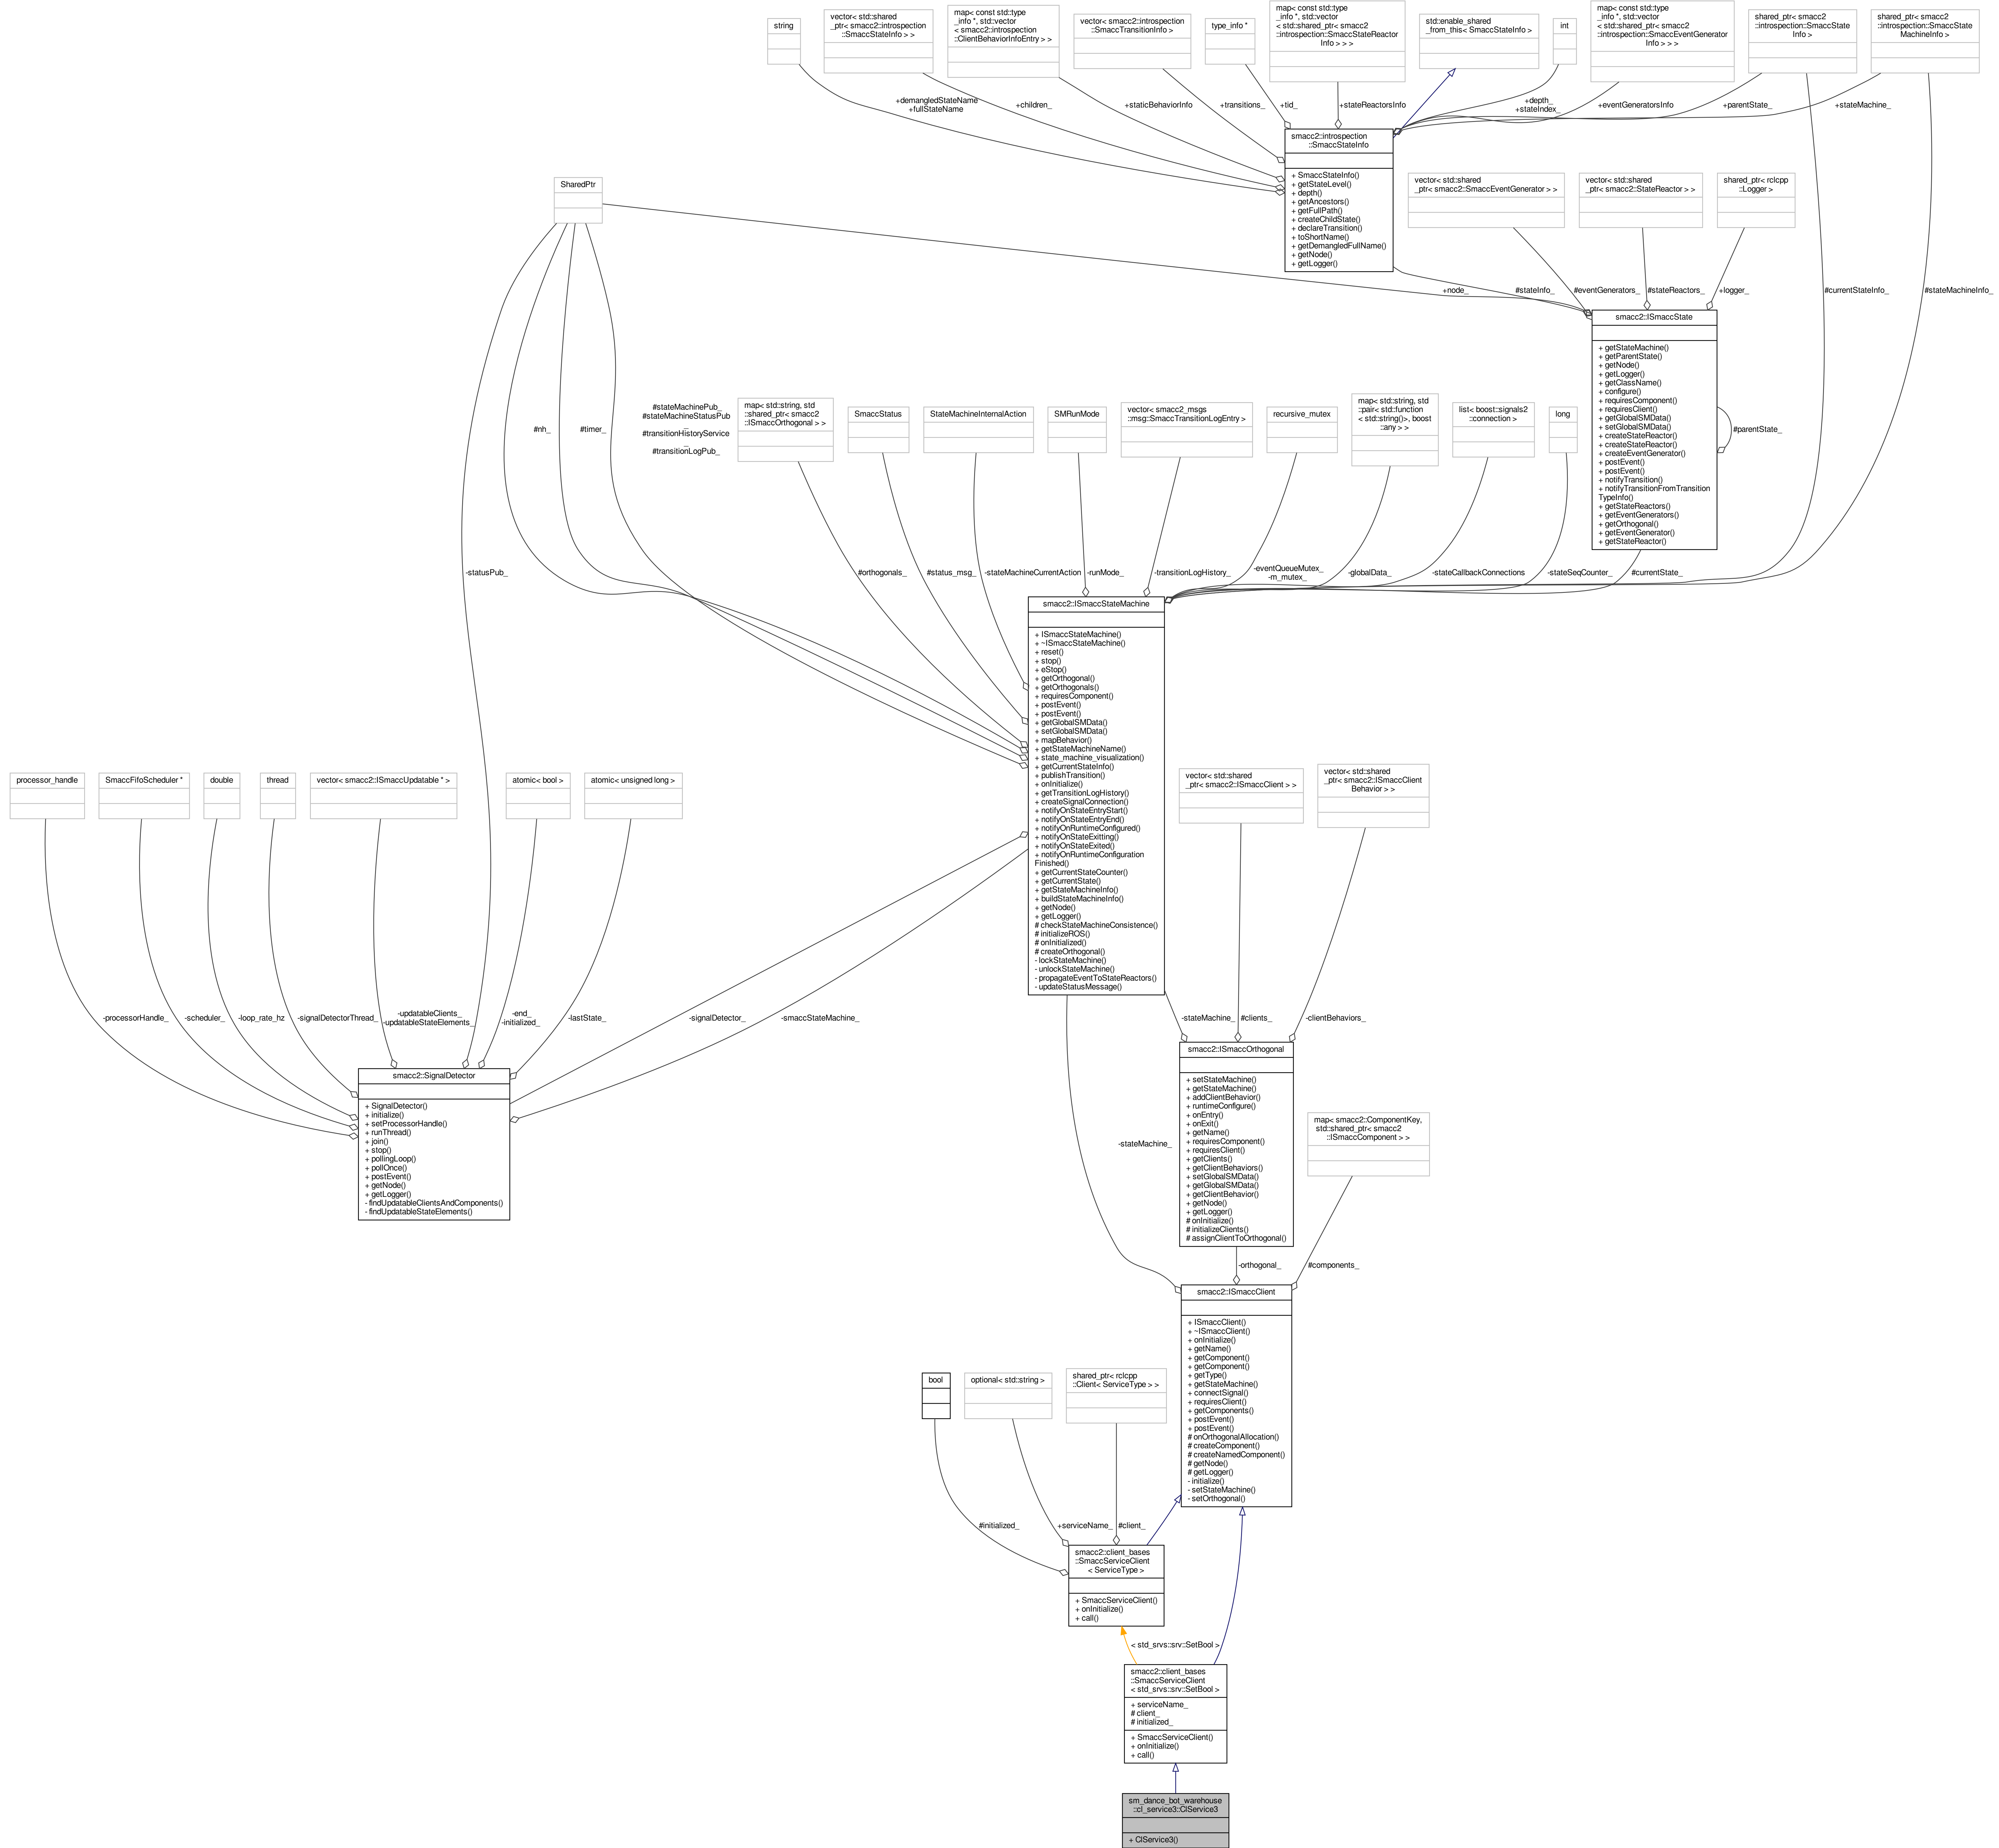 string
vector< std::shared
_ptr< smacc2::introspection
::SmaccStateInfo > >
map< const std::type
_info *, std::vector
< smacc2::introspection
::ClientBehaviorInfoEntry > >
vector< smacc2::introspection
::SmaccTransitionInfo >
type_info *
map< const std::type
_info *, std::vector
< std::shared_ptr< smacc2
::introspection::SmaccStateReactor
Info > > >
std::enable_shared
_from_this< SmaccStateInfo >
int
map< const std::type
_info *, std::vector
< std::shared_ptr< smacc2
::introspection::SmaccEventGenerator
Info > > >
shared_ptr< smacc2
::introspection::SmaccState
Info >
shared_ptr< smacc2
::introspection::SmaccState
MachineInfo >
+demangledStateName
+fullStateName
+children_
+staticBehaviorInfo
+transitions_
+tid_
+stateReactorsInfo
+depth_
+stateIndex_
+eventGeneratorsInfo
+parentState_
+stateMachine_
smacc2::introspection
::SmaccStateInfo
+ SmaccStateInfo()
+ getStateLevel()
+ depth()
+ getAncestors()
+ getFullPath()
+ createChildState()
+ declareTransition()
+ toShortName()
+ getDemangledFullName()
+ getNode()
+ getLogger()
SharedPtr
vector< std::shared
_ptr< smacc2::SmaccEventGenerator > >
vector< std::shared
_ptr< smacc2::StateReactor > >
shared_ptr< rclcpp
::Logger >
+node_
#stateInfo_
#eventGenerators_
#stateReactors_
+logger_
#currentStateInfo_
#stateMachineInfo_
smacc2::ISmaccState
+ getStateMachine()
+ getParentState()
+ getNode()
+ getLogger()
+ getClassName()
+ configure()
+ requiresComponent()
+ requiresClient()
+ getGlobalSMData()
+ setGlobalSMData()
+ createStateReactor()
+ createStateReactor()
+ createEventGenerator()
+ postEvent()
+ postEvent()
+ notifyTransition()
+ notifyTransitionFromTransition
TypeInfo()
+ getStateReactors()
+ getEventGenerators()
+ getOrthogonal()
+ getEventGenerator()
+ getStateReactor()
#parentState_
#nh_
#timer_
#stateMachinePub_
#stateMachineStatusPub
_
#transitionHistoryService
_
#transitionLogPub_
map< std::string, std
::shared_ptr< smacc2
::ISmaccOrthogonal > >
SmaccStatus
StateMachineInternalAction
SMRunMode
vector< smacc2_msgs
::msg::SmaccTransitionLogEntry >
recursive_mutex
map< std::string, std
::pair< std::function
< std::string()>, boost
::any > >
list< boost::signals2
::connection >
long
-statusPub_
#orthogonals_
#status_msg_
-stateMachineCurrentAction
-runMode_
-transitionLogHistory_
-eventQueueMutex_
-m_mutex_
-globalData_
-stateCallbackConnections
-stateSeqCounter_
#currentState_
smacc2::ISmaccStateMachine
+ ISmaccStateMachine()
+ ~ISmaccStateMachine()
+ reset()
+ stop()
+ eStop()
+ getOrthogonal()
+ getOrthogonals()
+ requiresComponent()
+ postEvent()
+ postEvent()
+ getGlobalSMData()
+ setGlobalSMData()
+ mapBehavior()
+ getStateMachineName()
+ state_machine_visualization()
+ getCurrentStateInfo()
+ publishTransition()
+ onInitialize()
+ getTransitionLogHistory()
+ createSignalConnection()
+ notifyOnStateEntryStart()
+ notifyOnStateEntryEnd()
+ notifyOnRuntimeConfigured()
+ notifyOnStateExitting()
+ notifyOnStateExited()
+ notifyOnRuntimeConfiguration
Finished()
+ getCurrentStateCounter()
+ getCurrentState()
+ getStateMachineInfo()
+ buildStateMachineInfo()
+ getNode()
+ getLogger()
# checkStateMachineConsistence()
# initializeROS()
# onInitialized()
# createOrthogonal()
- lockStateMachine()
- unlockStateMachine()
- propagateEventToStateReactors()
- updateStatusMessage()
processor_handle
SmaccFifoScheduler *
double
thread
vector< smacc2::ISmaccUpdatable * >
atomic< bool >
atomic< unsigned long >
vector< std::shared
_ptr< smacc2::ISmaccClient > >
vector< std::shared
_ptr< smacc2::ISmaccClient
Behavior > >
-processorHandle_
-scheduler_
-loop_rate_hz
-signalDetectorThread_
-updatableClients_
-updatableStateElements_
-end_
-initialized_
-lastState_
-signalDetector_
-smaccStateMachine_
-stateMachine_
#clients_
-clientBehaviors_
smacc2::SignalDetector
+ SignalDetector()
+ initialize()
+ setProcessorHandle()
+ runThread()
+ join()
+ stop()
+ pollingLoop()
+ pollOnce()
+ postEvent()
+ getNode()
+ getLogger()
- findUpdatableClientsAndComponents()
- findUpdatableStateElements()
smacc2::ISmaccOrthogonal
+ setStateMachine()
+ getStateMachine()
+ addClientBehavior()
+ runtimeConfigure()
+ onEntry()
+ onExit()
+ getName()
+ requiresComponent()
+ requiresClient()
+ getClients()
+ getClientBehaviors()
+ setGlobalSMData()
+ getGlobalSMData()
+ getClientBehavior()
+ getNode()
+ getLogger()
# onInitialize()
# initializeClients()
# assignClientToOrthogonal()
map< smacc2::ComponentKey,
std::shared_ptr< smacc2
::ISmaccComponent > >
-stateMachine_
-orthogonal_
#components_
smacc2::ISmaccClient
+ ISmaccClient()
+ ~ISmaccClient()
+ onInitialize()
+ getName()
+ getComponent()
+ getComponent()
+ getType()
+ getStateMachine()
+ connectSignal()
+ requiresClient()
+ getComponents()
+ postEvent()
+ postEvent()
# onOrthogonalAllocation()
# createComponent()
# createNamedComponent()
# getNode()
# getLogger()
- initialize()
- setStateMachine()
- setOrthogonal()
bool
optional< std::string >
shared_ptr< rclcpp
::Client< ServiceType > >
#initialized_
+serviceName_
#client_
smacc2::client_bases
::SmaccServiceClient
< ServiceType >
+ SmaccServiceClient()
+ onInitialize()
+ call()
< std_srvs::srv::SetBool >
smacc2::client_bases
::SmaccServiceClient
< std_srvs::srv::SetBool >
+ serviceName_
# client_
# initialized_
+ SmaccServiceClient()
+ onInitialize()
+ call()
sm_dance_bot_warehouse
::cl_service3::ClService3
+ ClService3()